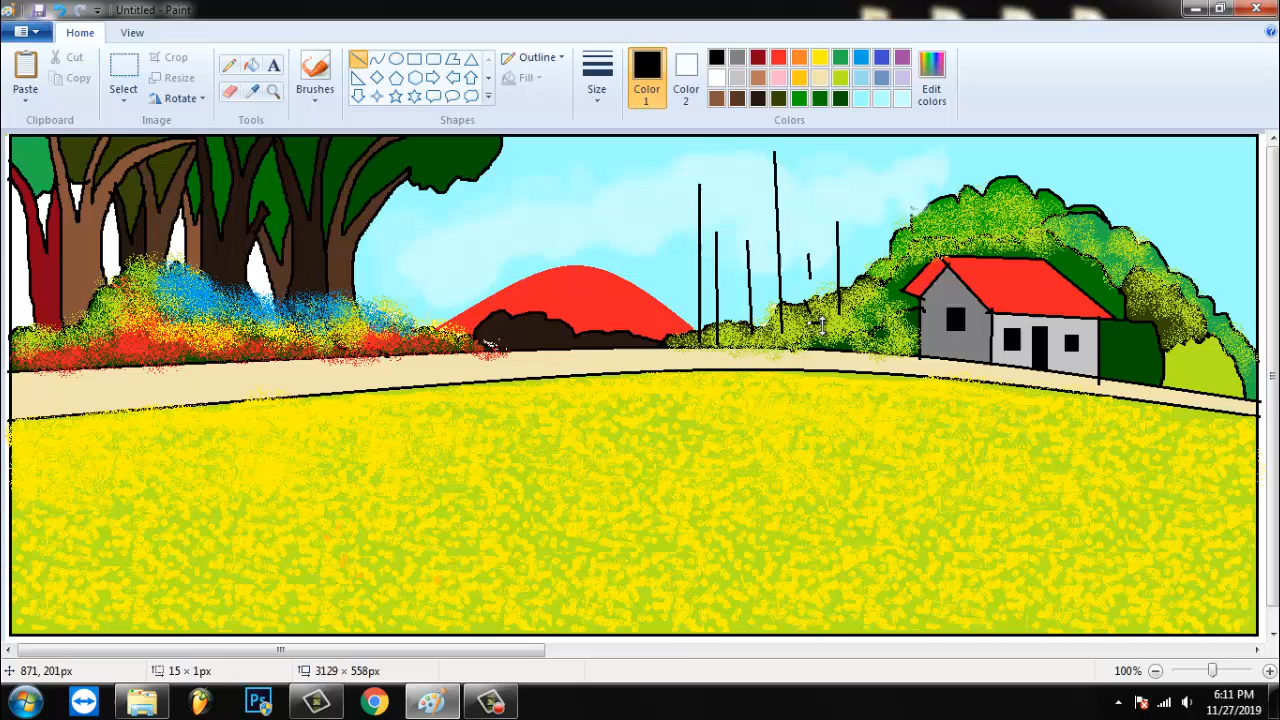 Untitled - Paint
Home View
Paste Cut Copy
Select Crop Resize Rotate
Brushes
Outline Fill
Size
Color 1
Color 2
Edit colors
Clipboard Image Tools Shapes Colors
871, 201px 15 × 1px 3129 × 558px 100%
Ps
6:11 PM
11/27/2019